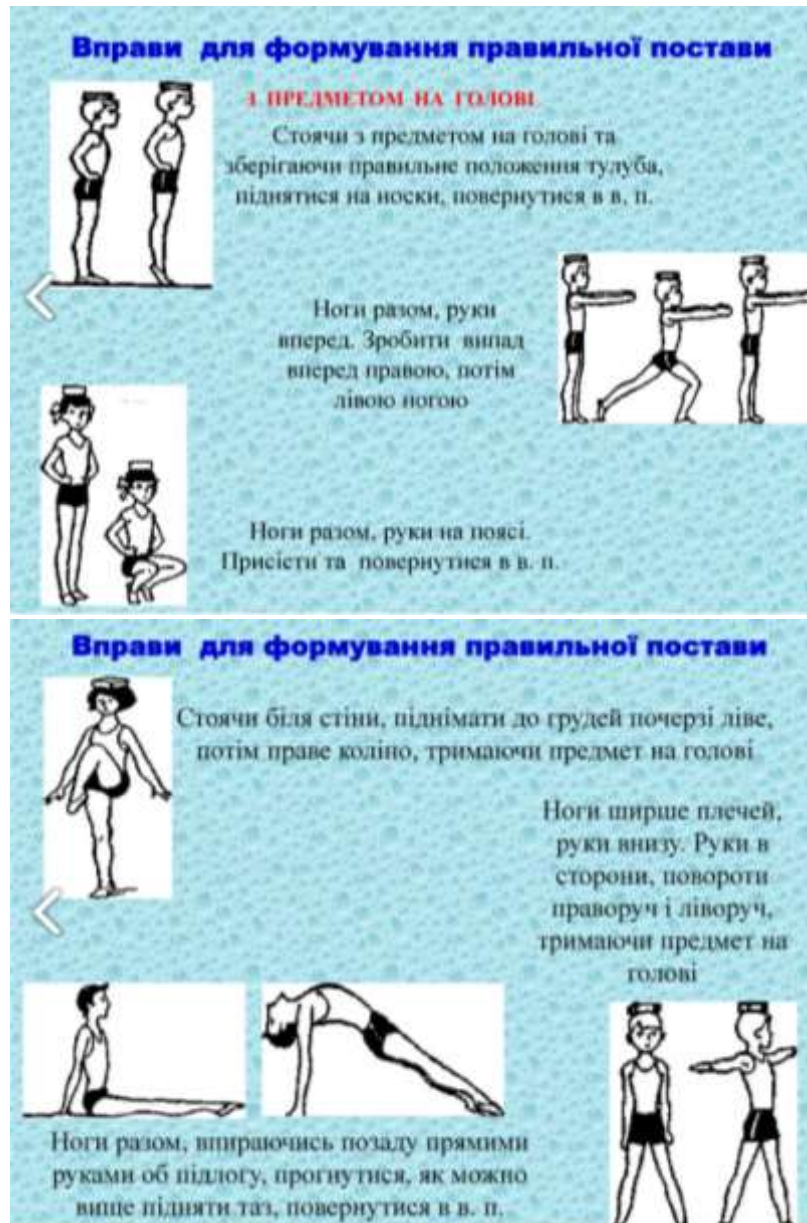 Вправи для формування правильної постави
З ПРЕДМЕТОМ НА ГОЛОВІ
Стоячи з предметом на голові та
зберігаючи правильне положення тулуба,
піднятися на носки, повернутися в в. п.
Ноги разом, руки
вперед. Зробити випад
вперед правою, потім
лівою ногою
Ноги разом, руки на поясі.
Присісти та повернутися в в. п.
Вправи для формування правильної постави
Стоячи біля стіни, піднімати до грудей почерзі ліве,
потім праве коліно, тримаючи предмет на голові
Ноги ширше плечей,
руки внизу. Руки в
сторони, повороти
праворуч і ліворуч,
тримаючи предмет на
голові
Ноги разом, впираючись позаду прямими
руками об підлогу, прогнутися, як можно
вище підняти таз, повернутися в в. п.